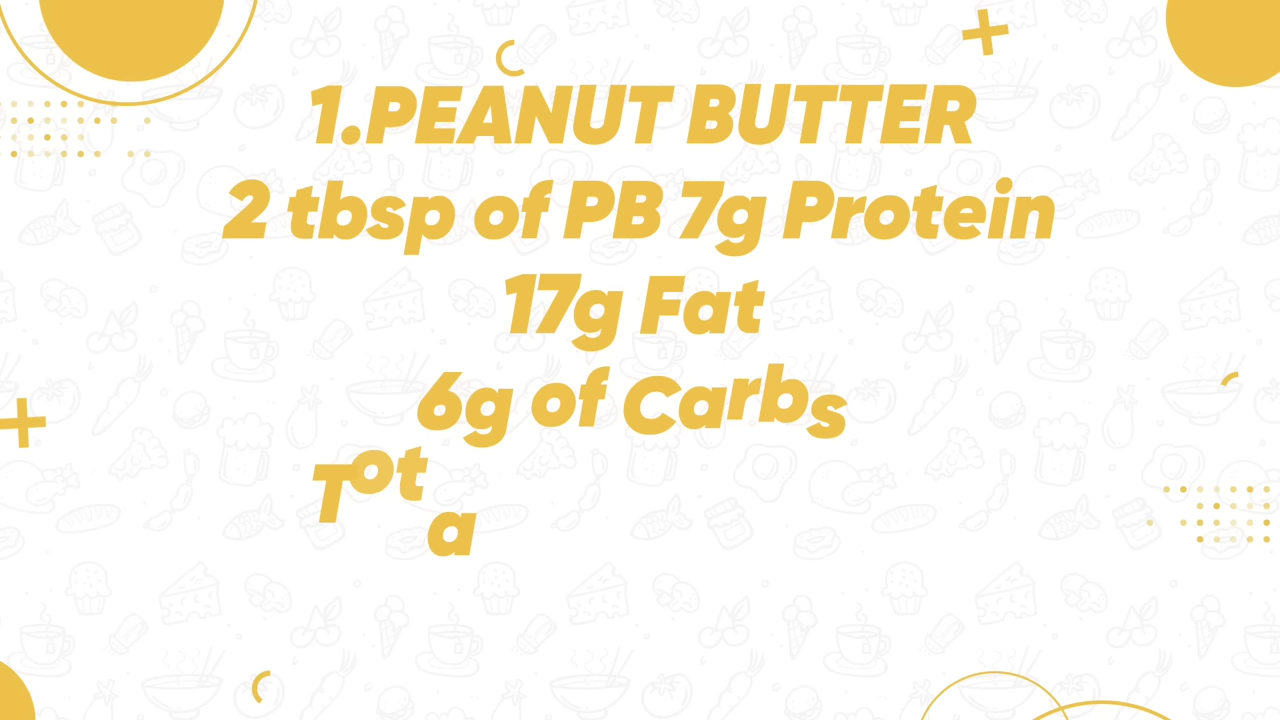 1.PEANUT BUTTER
2 tbsp of PB 7g Protein
17g Fat
6g of Carbs
Tota